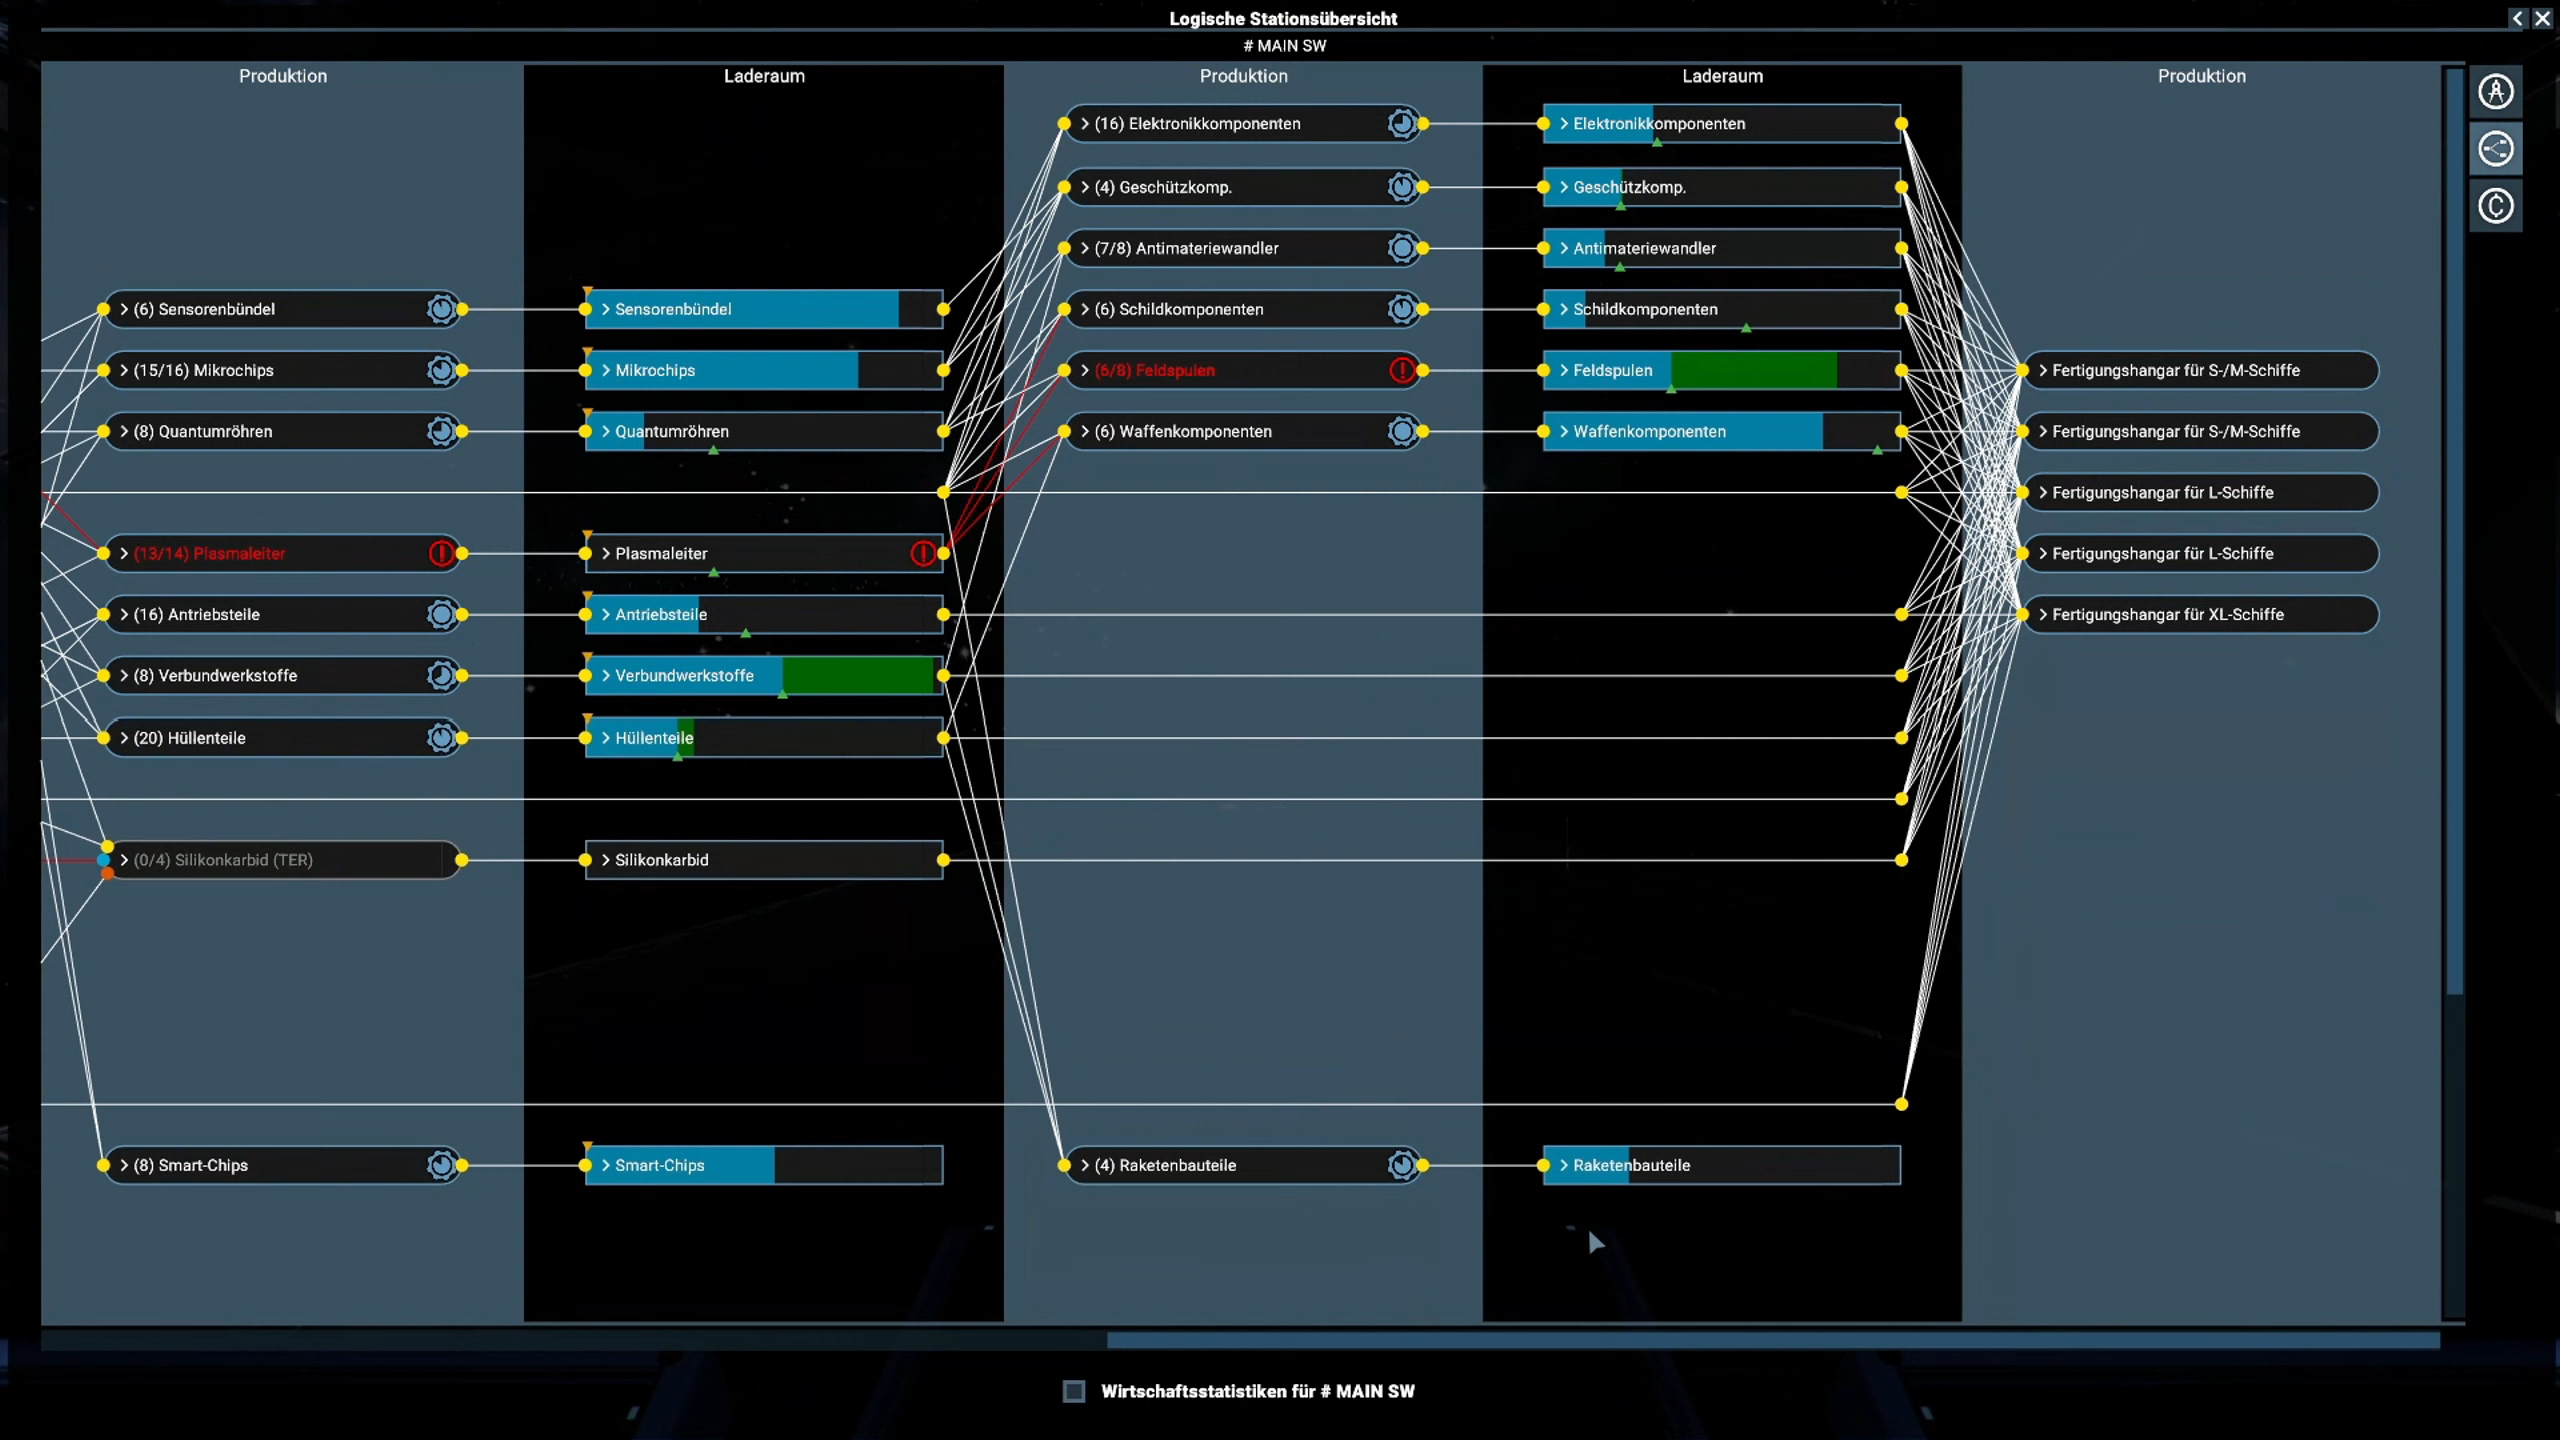 Logische Stationsübersicht
# MAIN SW
Produktion
Laderaum
Produktion
Laderaum
Produktion
(6) Sensorenbündel
(15/16) Mikrochips
(8) Quantumröhren
(13/14) Plasmaleiter
(16) Antriebsteile
(8) Verbundwerkstoffe
(20) Hüllenteile
(0/4) Silikonkarbid (TER)
(8) Smart-Chips
Sensorenbündel
Mikrochips
Quantumröhren
Plasmaleiter
Antriebsteile
Verbundwerkstoffe
Hüllenteile
Silikonkarbid
Smart-Chips
(16) Elektronikkomponenten
(4) Geschützkomp.
(7/8) Antimateriewandler
(6) Schildkomponenten
(6/8) Feldspulen
(6) Waffenkomponenten
(4) Raketenbauteile
Elektronikkomponenten
Geschützkomp.
Antimateriewandler
Schildkomponenten
Feldspulen
Waffenkomponenten
Raketenbauteile
Fertigungshangar für S-/M-Schiffe
Fertigungshangar für S-/M-Schiffe
Fertigungshangar für L-Schiffe
Fertigungshangar für L-Schiffe
Fertigungshangar für XL-Schiffe
Wirtschaftsstatistiken für # MAIN SW